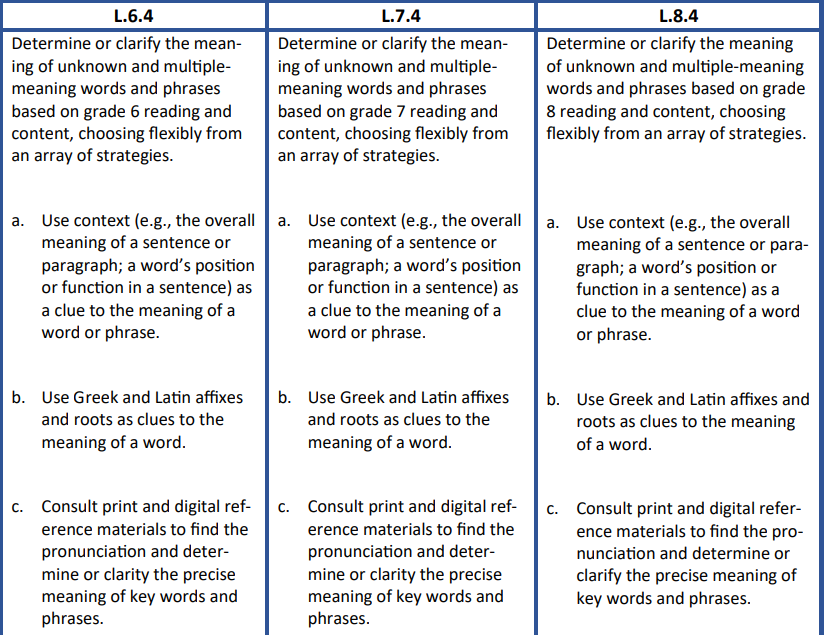 L.6.4
Determine or clarify the mean-
ing of unknown and multiple-
meaning words and phrases
based on grade 6 reading and
content, choosing flexibly from
an array of strategies.
a. Use context (e.g., the overall
meaning of a sentence or
paragraph; a word's position
or function in a sentence) as
a clue to the meaning of a
word or phrase.
b. Use Greek and Latin affixes
and roots as clues to the
meaning of a word.
c. Consult print and digital ref-
erence materials to find the
pronunciation and deter-
mine or clarity the precise
meaning of key words and
phrases.
L.7.4
Determine or clarify the mean-
ing of unknown and multiple-
meaning words and phrases
based on grade 7 reading and
content, choosing flexibly from
an array of strategies.
a. Use context (e.g., the overall
meaning of a sentence or
paragraph; a word's position
or function in a sentence) as
a clue to the meaning of a
word or phrase.
b. Use Greek and Latin affixes
and roots as clues to the
meaning of a word.
c. Consult print and digital ref-
erence materials to find the
pronunciation and deter-
mine or clarity the precise
meaning of key words and
phrases.
L.8.4
Determine or clarify the meaning
of unknown and multiple-meaning
words and phrases based on grade
8 reading and content, choosing
flexibly from an array of strategies.
a. Use context (e.g., the overall
meaning of a sentence or para-
graph; a word's position or
function in a sentence) as a
clue to the meaning of a word
or phrase.
b. Use Greek and Latin affixes and
roots as clues to the meaning
of a word.
c. Consult print and digital refer-
ence materials to find the pro-
nunciation and determine or
clarify the precise meaning of
key words and phrases.